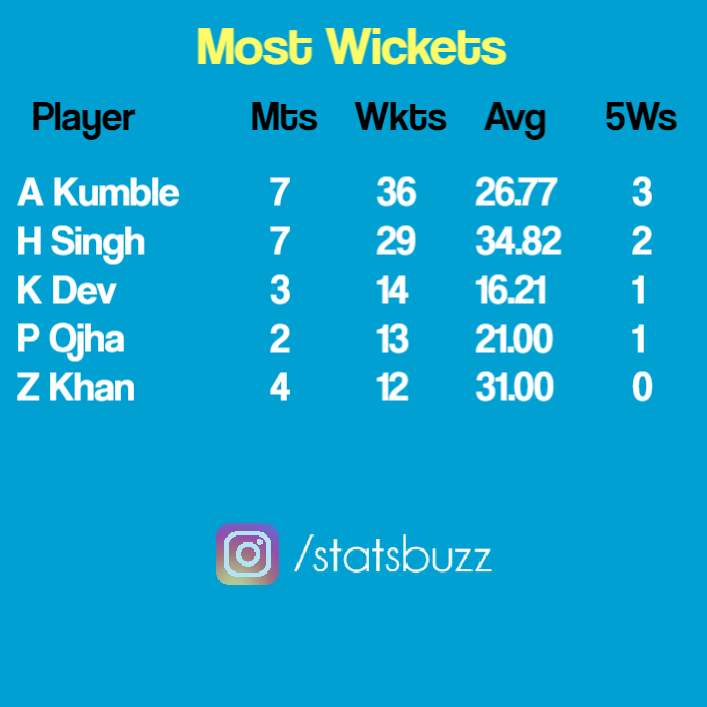 Most Wickets
Player Mts Wkts Avg 5Ws
A Kumble 7 36 26.77 3
H Singh 7 29 34.82 2
K Dev 3 14 16.21 1
P Ojha 2 13 21.00 1
Z Khan 4 12 31.00 0
/statsbuzz